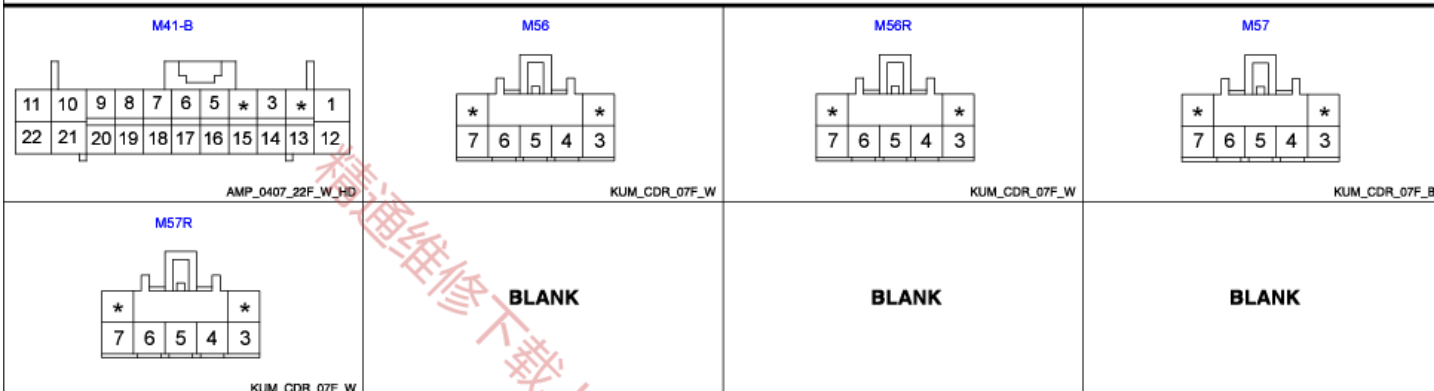 M41-B
11 10 9 8 7 6 5 * 3 * 1
22 21 20 19 18 17 16 15 14 13 12
AMP_0407_22F_W_HD
M56
* *
7 6 5 4 3
KUM_CDR_07F_W
M56R
* *
7 6 5 4 3
KUM_CDR_07F_W
M57
* *
7 6 5 4 3
KUM_CDR_07F_B
M57R
* *
7 6 5 4 3
KUM_CDR_07F_W
BLANK
BLANK
BLANK
精通维修下载